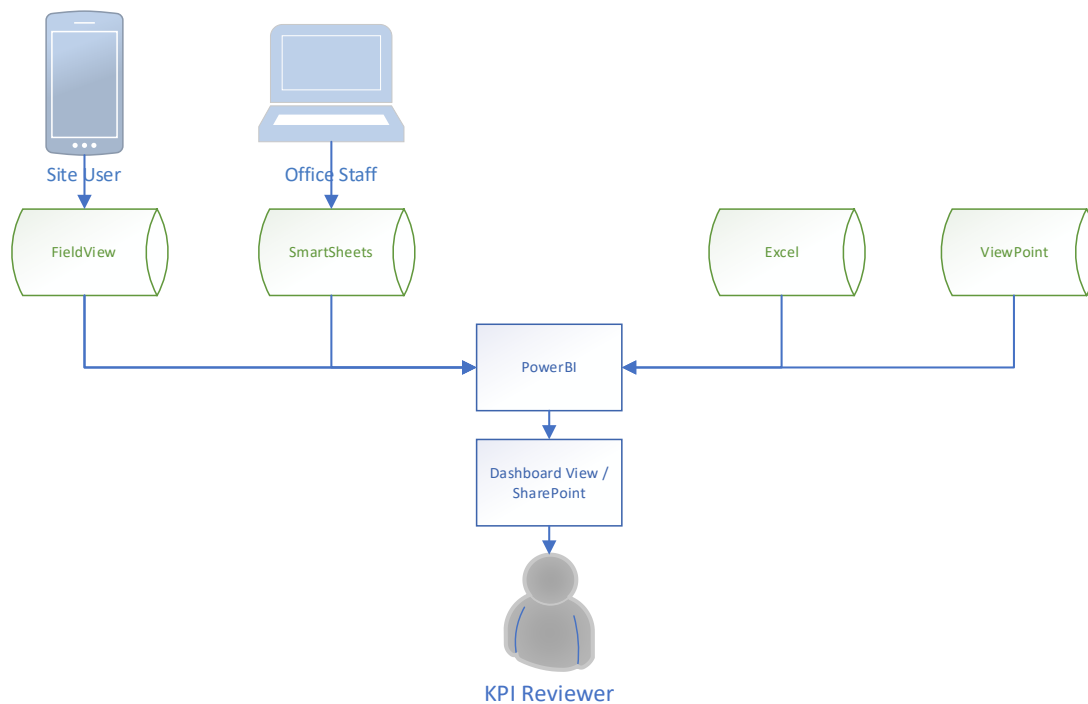 Site User
Office Staff
FieldView
SmartSheets
Excel
ViewPoint
PowerBI
Dashboard View /
SharePoint
KPI Reviewer